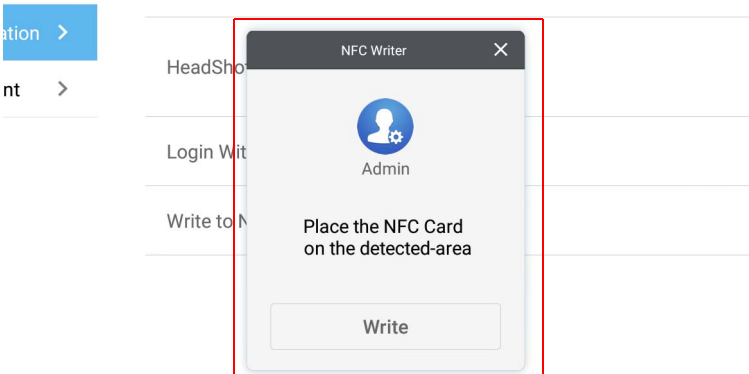 ation
nt
HeadSho
Login Wit
Write to N
NFC Writer
Admin
Place the NFC Card
on the detected-area
Write